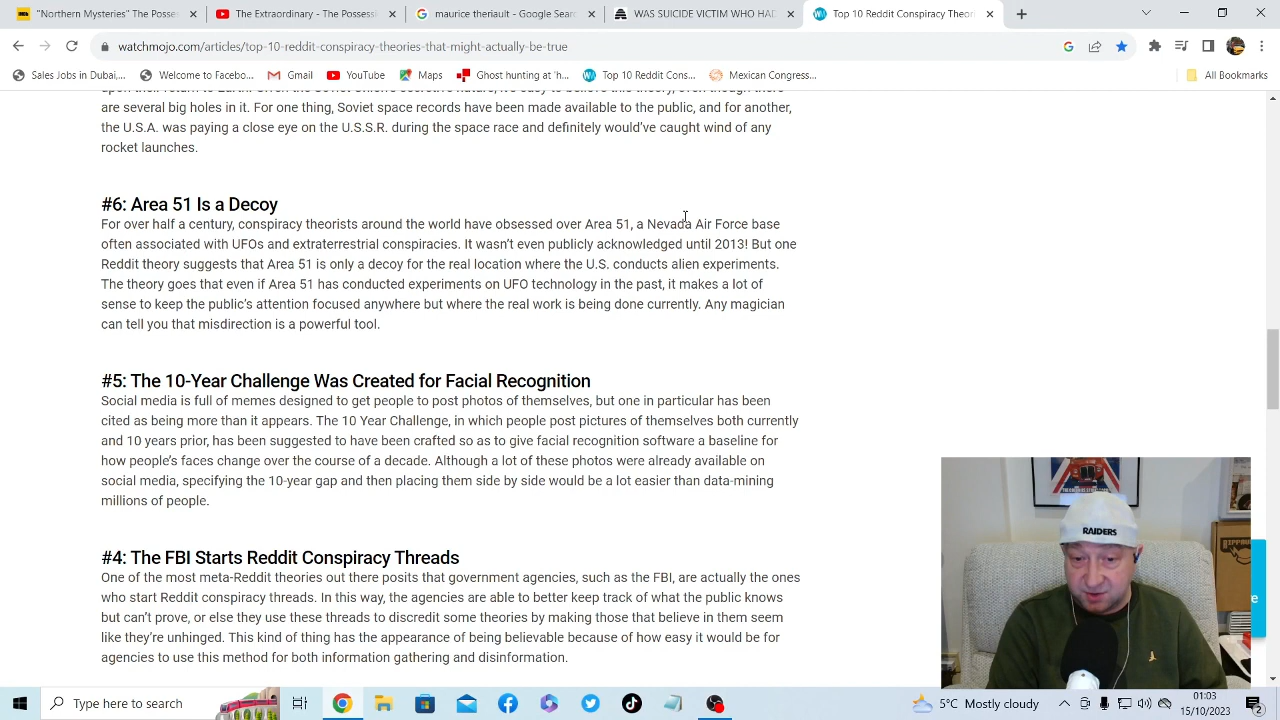 "Northern Mysteries" The Posses
The Extraordinary - The Possess
mance theriault - Google Sear
WAS SUICIDE VICTIM WHO HAD
Top 10 Reddit Conspiracy Theori
watchmojo.com/articles/top-10-reddit-conspiracy-theories-that-might-actually-be-true
Sales Jobs in Dubai,...
Welcome to Facebo...
Gmail
YouTube
Maps
Ghost hunting at 'h...
Top 10 Reddit Cons...
Mexican Congress...
All Bookmarks
are several big holes in it. For one thing, Soviet space records have been made available to the public, and for another,
the U.S.A. was paying a close eye on the U.S.S.R. during the space race and definitely would've caught wind of any
rocket launches.
#6: Area 51 Is a Decoy
For over half a century, conspiracy theorists around the world have obsessed over Area 51, a Nevada Air Force base
often associated with UFOs and extraterrestrial conspiracies. It wasn't even publicly acknowledged until 2013! But one
Reddit theory suggests that Area 51 is only a decoy for the real location where the U.S. conducts alien experiments.
The theory goes that even if Area 51 has conducted experiments on UFO technology in the past, it makes a lot of
sense to keep the public's attention focused anywhere but where the real work is being done currently. Any magician
can tell you that misdirection is a powerful tool.
#5: The 10-Year Challenge Was Created for Facial Recognition
Social media is full of memes designed to get people to post photos of themselves, but one in particular has been
cited as being more than it appears. The 10 Year Challenge, in which people post pictures of themselves both currently
and 10 years prior, has been suggested to have been crafted so as to give facial recognition software a baseline for
how people's faces change over the course of a decade. Although a lot of these photos were already available on
social media, specifying the 10-year gap and then placing them side by side would be a lot easier than data-mining
millions of people.
#4: The FBI Starts Reddit Conspiracy Threads
One of the most meta-Reddit theories out there posits that government agencies, such as the FBI, are actually the ones
who start Reddit conspiracy threads. In this way, the agencies are able to better keep track of what the public knows
but can't prove, or else they use these threads to discredit some theories by making those that believe in them seem
like they're unhinged. This kind of thing has the appearance of being believable because of how easy it would be for
agencies to use this method for both information gathering and disinformation.
RAIDERS
e
Type here to search
5°C Mostly cloudy
01:03
15/10/2023
2